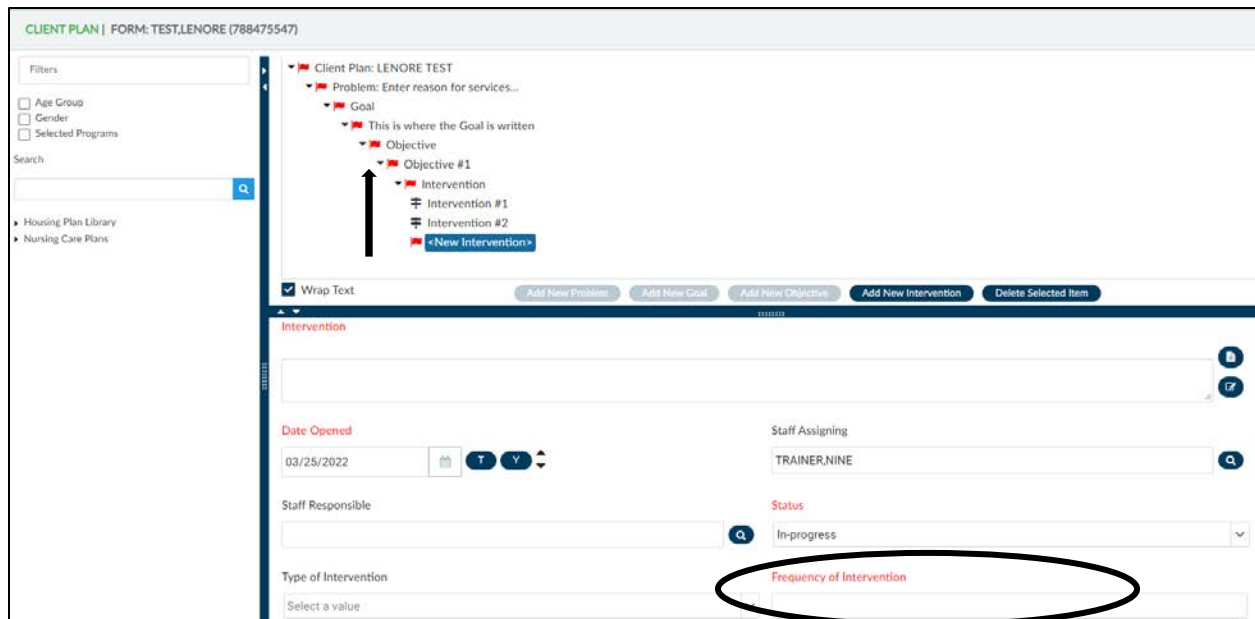 CLIENT PLAN | FORM: TEST,LENORE (788475547)
Filters
Age Group
Gender
Selected Programs
Search
Housing Plan Library
Nursing Care Plans
Client Plan: LENORE TEST
Problem: Enter reason for services...
Goal
This is where the Goal is written
Objective
Objective #1
Intervention
Intervention #1
Intervention #2
<New Intervention>
Wrap Text
Add New Problem Add New Goal Add New Objective Add New Intervention Delete Selected Item
Intervention
Date Opened Staff Assigning
03/25/2022 T Y TRAINER,NINE
Staff Responsible Status
In-progress
Type of Intervention Frequency of Intervention
Select a value